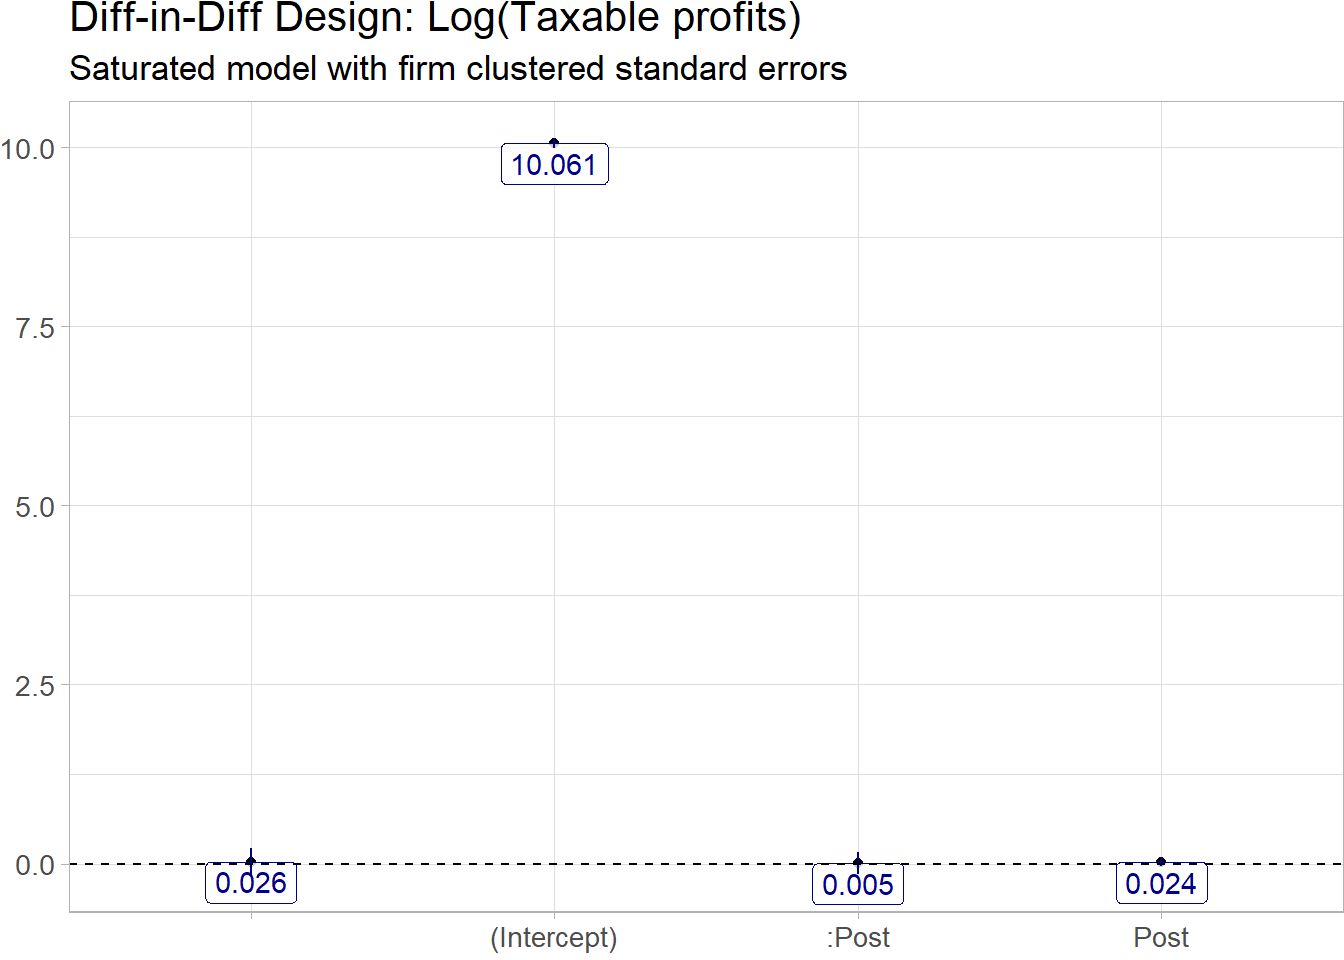 Diff-in-Diff Design: Log(Taxable profits)
Saturated model with firm clustered standard errors
10.0
10.061
7.5
5.0
2.5
0.0
0.026
0.005
0.024
(Intercept)
:Post
Post